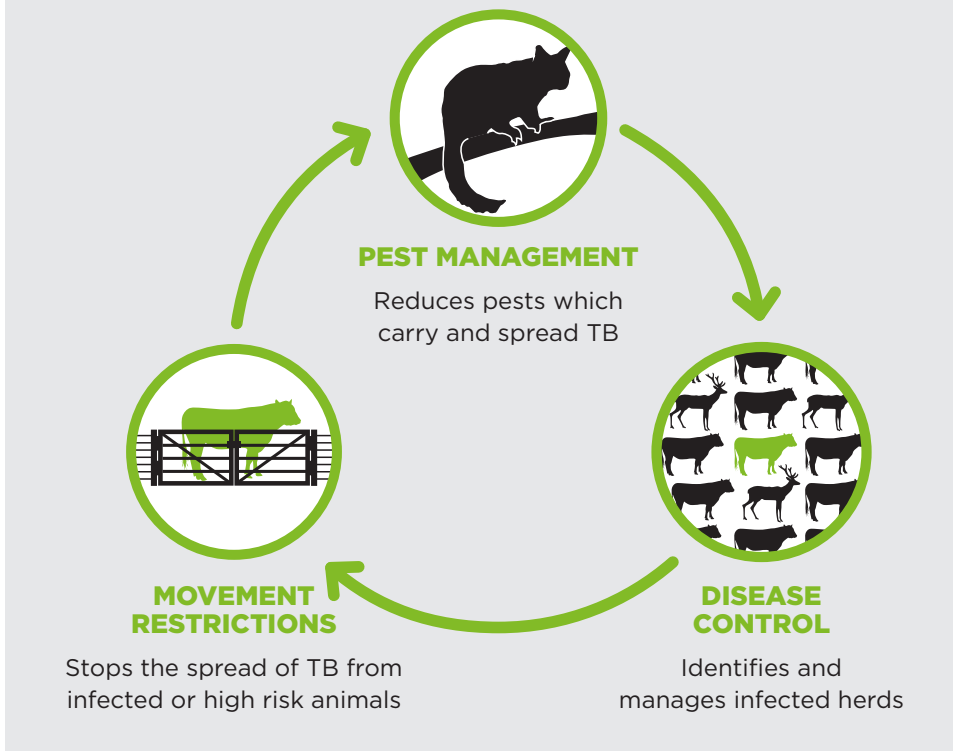 PEST MANAGEMENT
Reduces pests which
carry and spread TB
MOVEMENT
RESTRICTIONS
Stops the spread of TB from
infected or high risk animals
DISEASE
CONTROL
Identifies and
manages infected herds